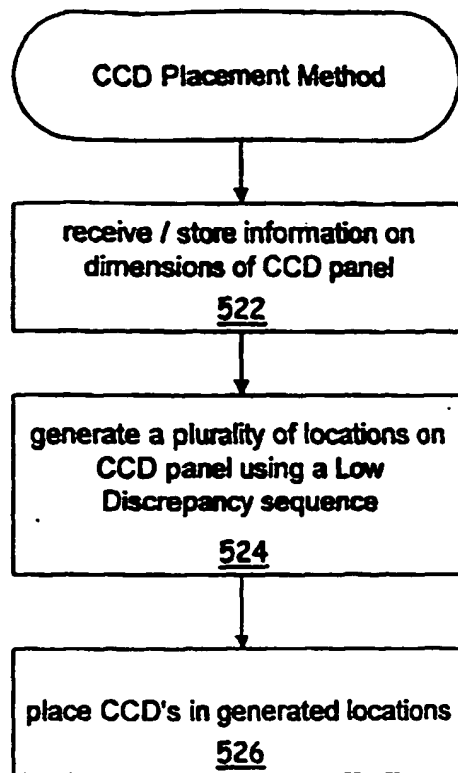 CCD Placement Method
receive / store information on
dimensions of CCD panel
522
generate a plurality of locations on
CCD panel using a Low
Discrepancy sequence
524
place CCD's in generated locations
526